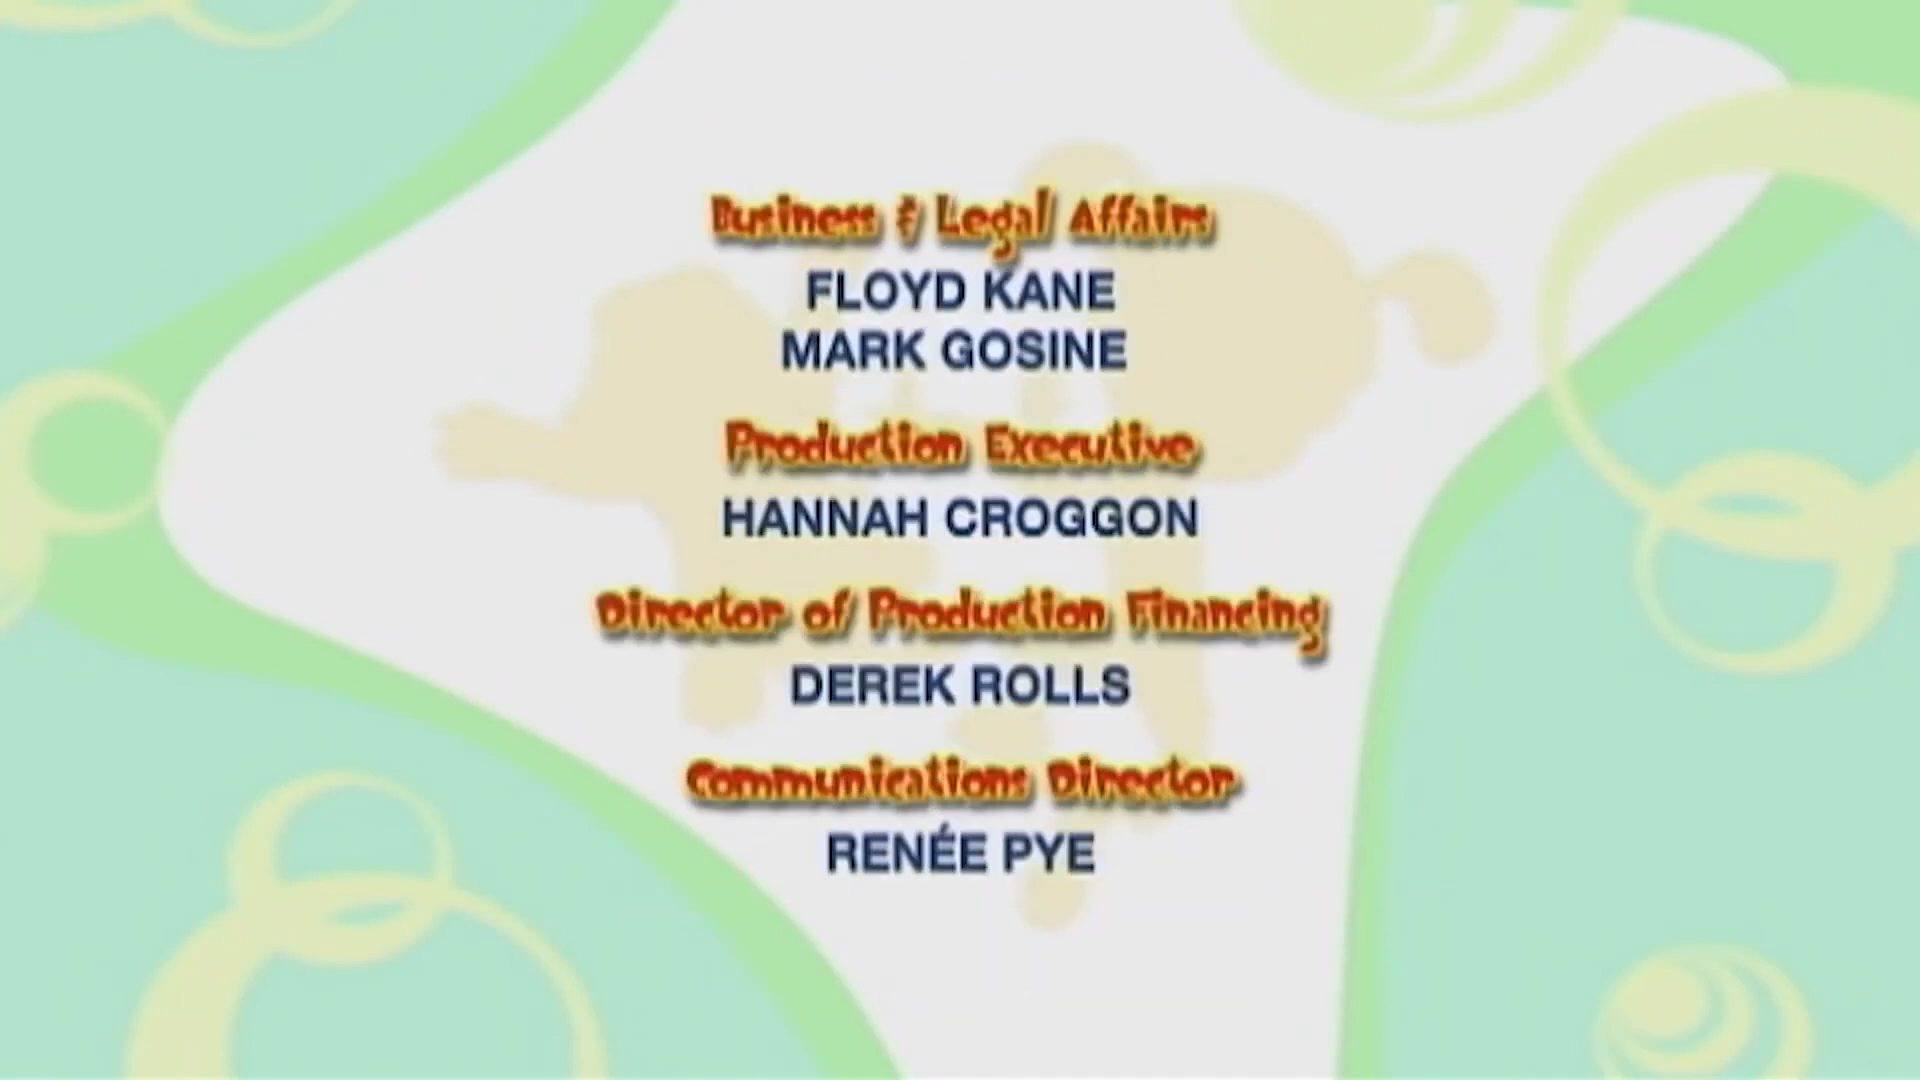 Business & Legal Affairs
FLOYD KANE
MARK GOSINE
Production Executive
HANNAH CROGGON
Director of Production Financing
DEREK ROLLS
Communications Director
RENÉE PYE